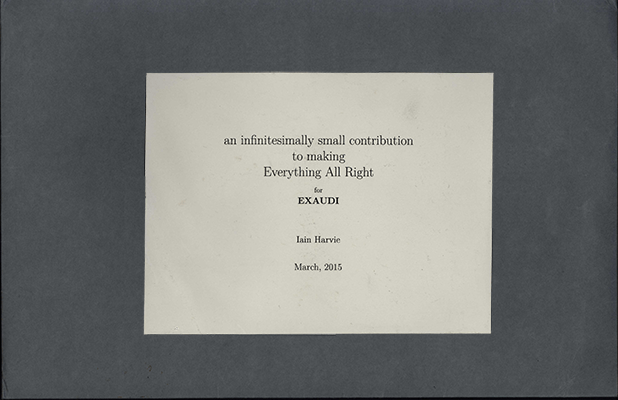 an infinitesimally small contribution
to making
Everything All Right
for
EXAUDI
Iain Harvie
March, 2015